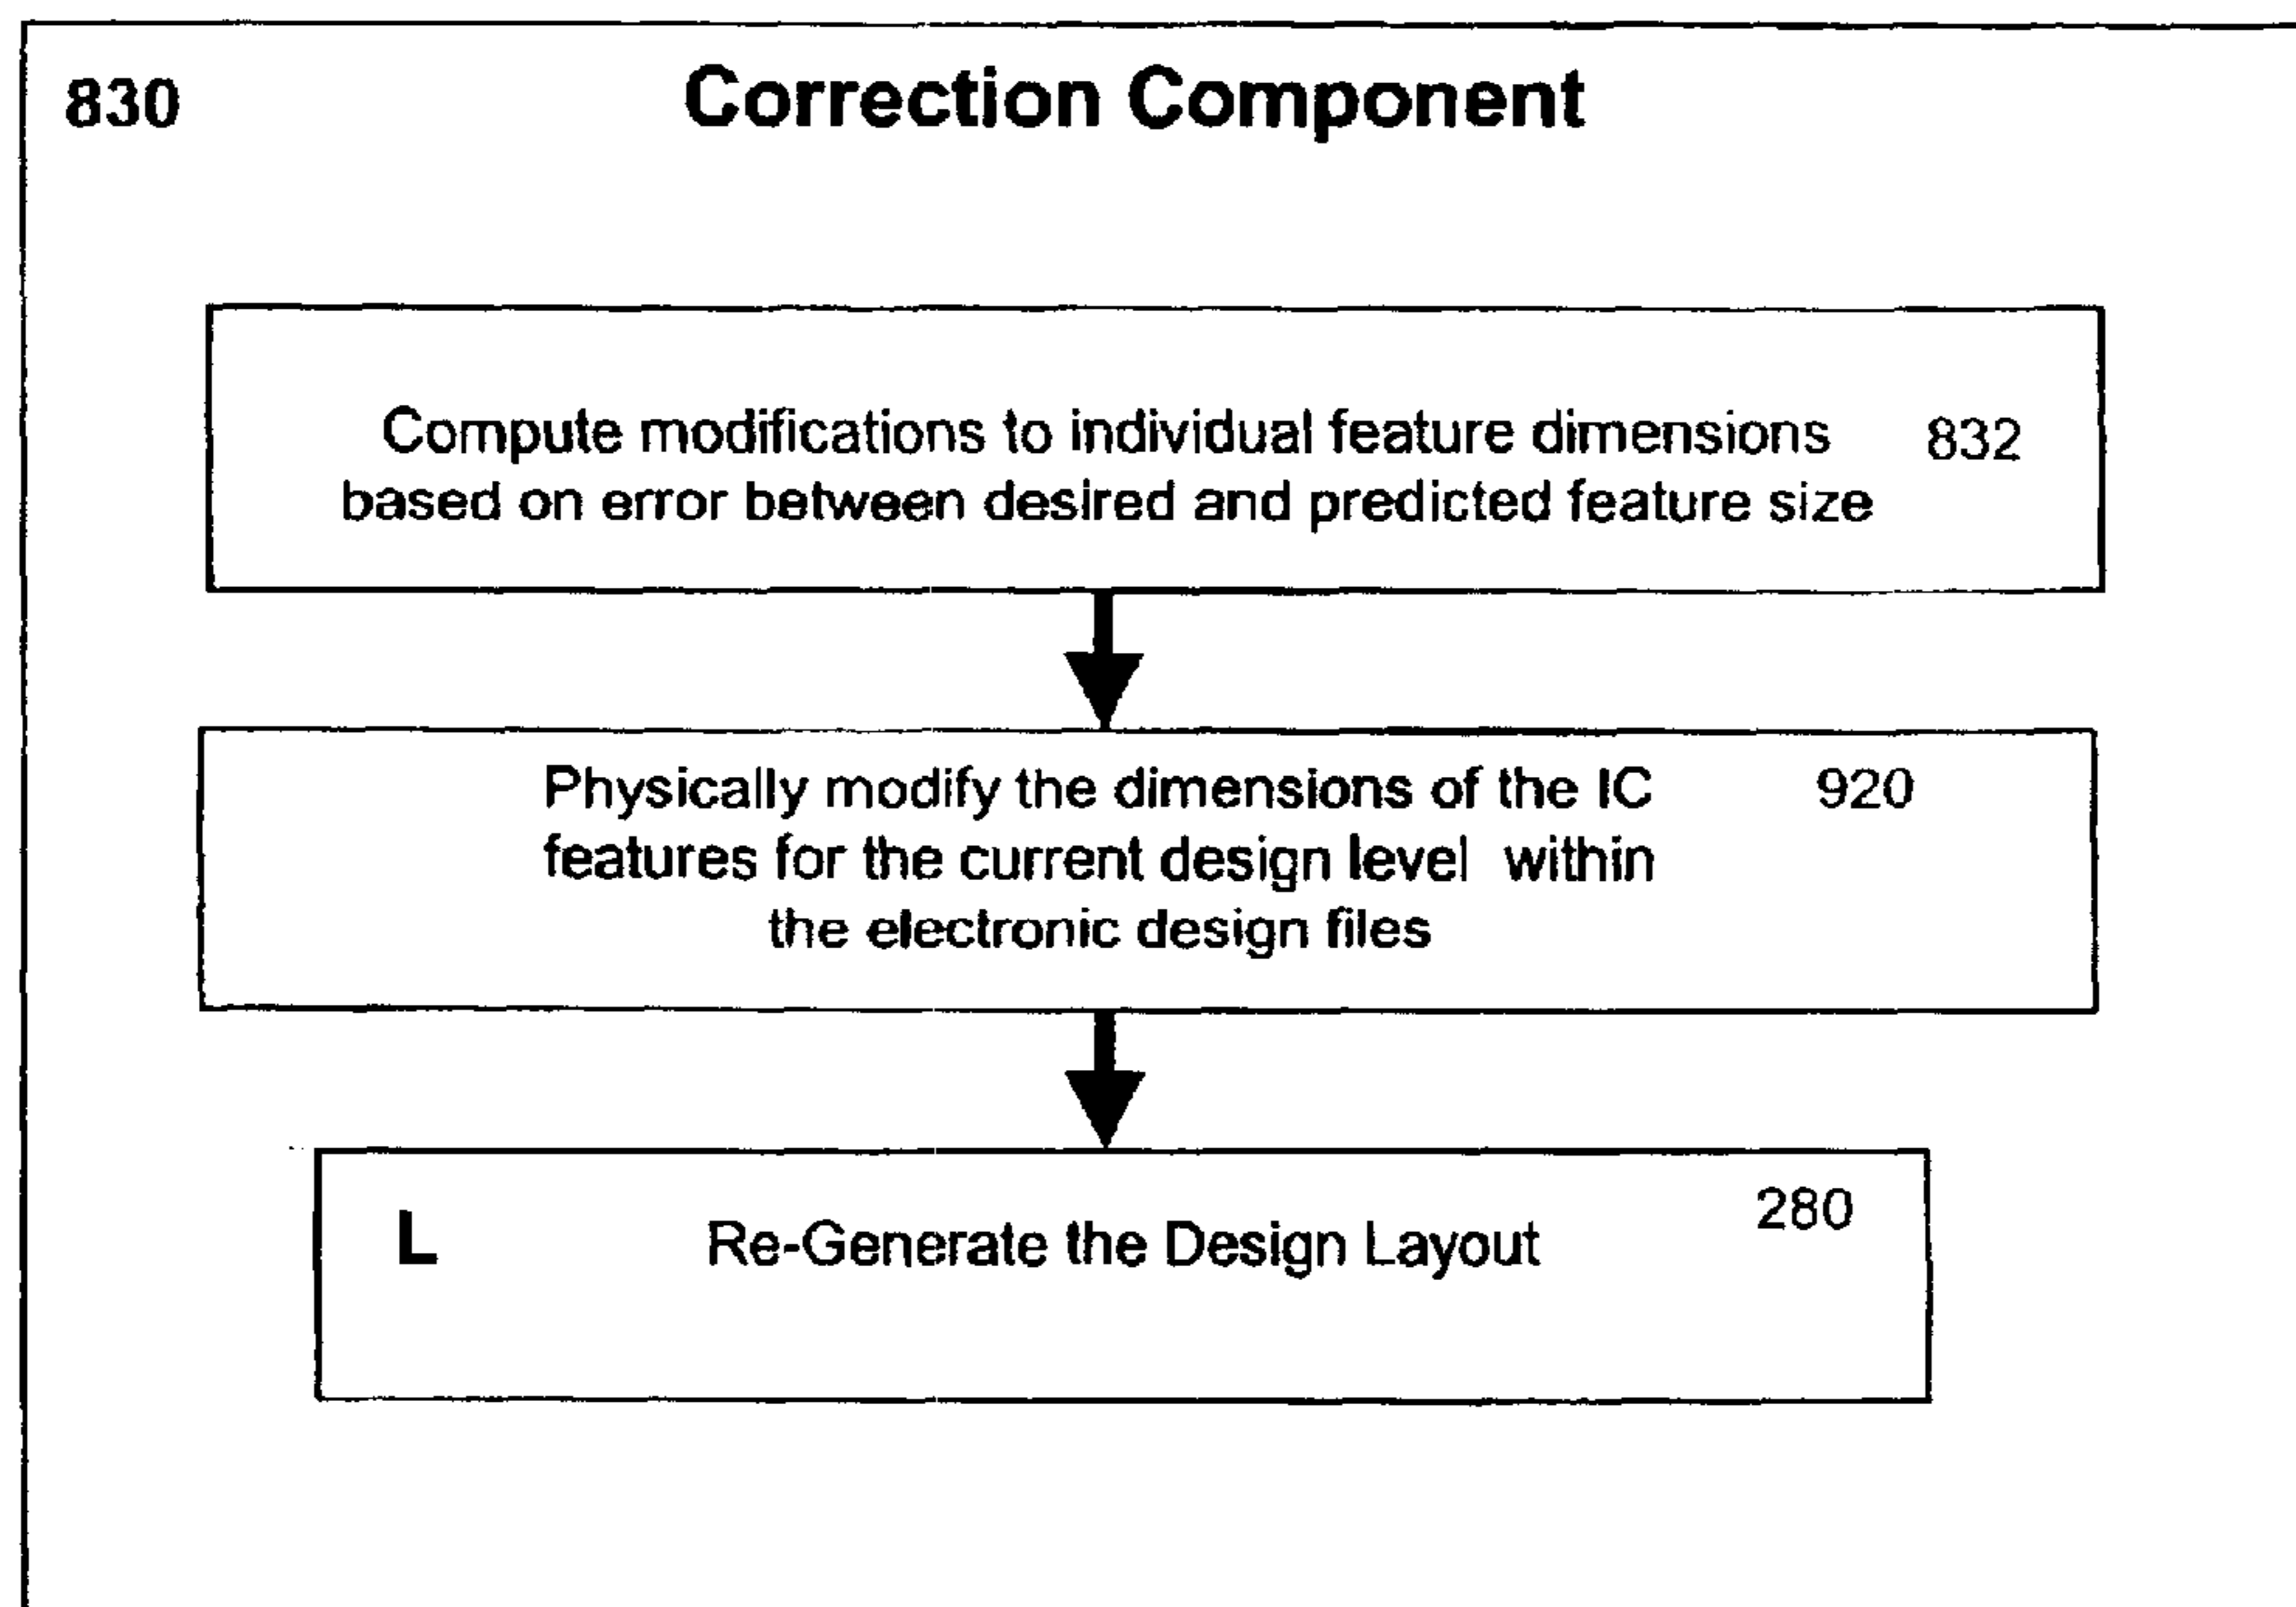 830
Correction Component
Compute modifications to individual feature dimensions 832
based on error between desired and predicted feature size
Physically modify the dimensions of the IC 920
features for the current design level within
the electronic design files
280
L Re-Generate the Design Layout